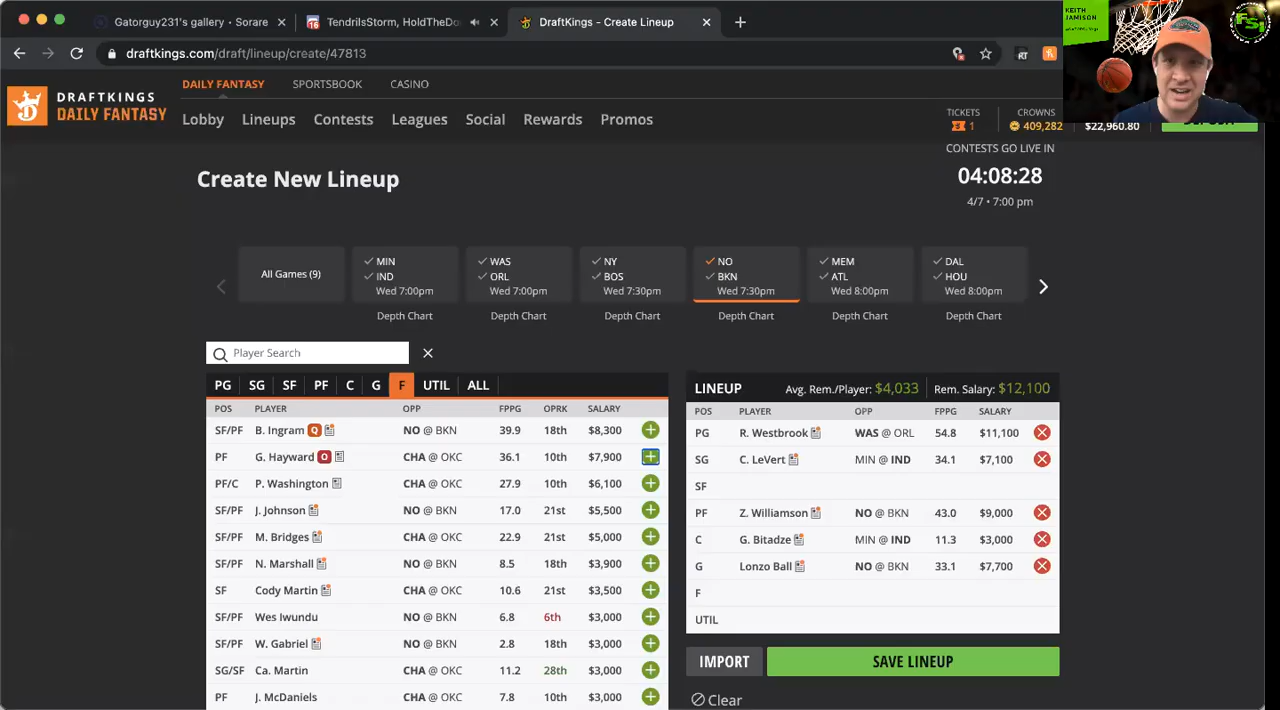 Gatorguy231's gallery - Sorare
TendrilsStorm, HoldTheDo
DraftKings - Create Lineup
draftkings.com/draft/lineup/create/47813
KEITH
JAMISON
FSI
DRAFTKINGS
DAILY FANTASY
DAILY FANTASY SPORTSBOOK CASINO
Lobby Lineups Contests Leagues Social Rewards Promos
TICKETS CROWNS
1 409,282 $22,960.80
CONTESTS GO LIVE IN
Create New Lineup
04:08:28
4/7 • 7:00 pm
All Games (9)
MIN
IND
Wed 7:00pm
Depth Chart
WAS
ORL
Wed 7:00pm
Depth Chart
NY
BOS
Wed 7:30pm
Depth Chart
NO
BKN
Wed 7:30pm
Depth Chart
MEM
ATL
Wed 8:00pm
Depth Chart
DAL
HOU
Wed 8:00pm
Depth Chart
Player Search
PG SG SF PF C G F UTIL ALL
POS PLAYER OPP FPPG OPRK SALARY
SF/PF B. Ingram Q NO @ BKN 39.9 18th $8,300
PF G. Hayward O CHA @ OKC 36.1 10th $7,900
PF/C P. Washington CHA @ OKC 27.9 10th $6,100
SF/PF J. Johnson NO @ BKN 17.0 21st $5,500
SF/PF M. Bridges CHA @ OKC 22.9 21st $5,000
SF/PF N. Marshall NO @ BKN 8.5 18th $3,900
SF Cody Martin CHA @ OKC 10.6 21st $3,500
SF/PF Wes Iwundu NO @ BKN 6.8 6th $3,000
SF/PF W. Gabriel NO @ BKN 2.8 18th $3,000
SG/SF Ca. Martin CHA @ OKC 11.2 28th $3,000
PF J. McDaniels CHA @ OKC 7.8 10th $3,000
LINEUP Avg. Rem./Player: $4,033 Rem. Salary: $12,100
POS PLAYER OPP FPPG SALARY
PG R. Westbrook WAS @ ORL 54.8 $11,100
SG C. LeVert MIN @ IND 34.1 $7,100
SF
PF Z. Williamson NO @ BKN 43.0 $9,000
C G. Bitadze MIN @ IND 11.3 $3,000
G Lonzo Ball NO @ BKN 33.1 $7,700
F
UTIL
IMPORT SAVE LINEUP
Clear